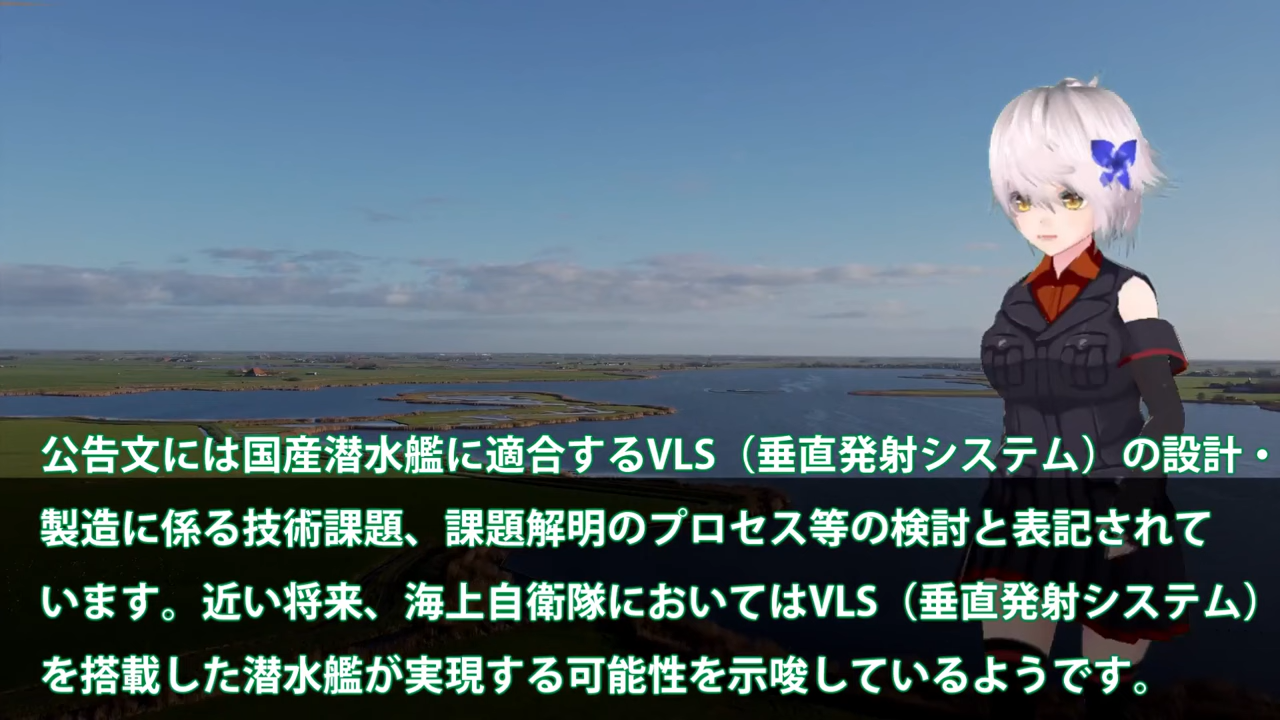 公告文には国産潜水艦に適合するVLS（垂直発射システム）の設計・
製造に係る技術課題、課題解明のプロセス等の検討と表記されて
います。近い将来、海上自衛隊においてはVLS（垂直発射システム）
を搭載した潜水艦が実現する可能性を示唆しているようです。